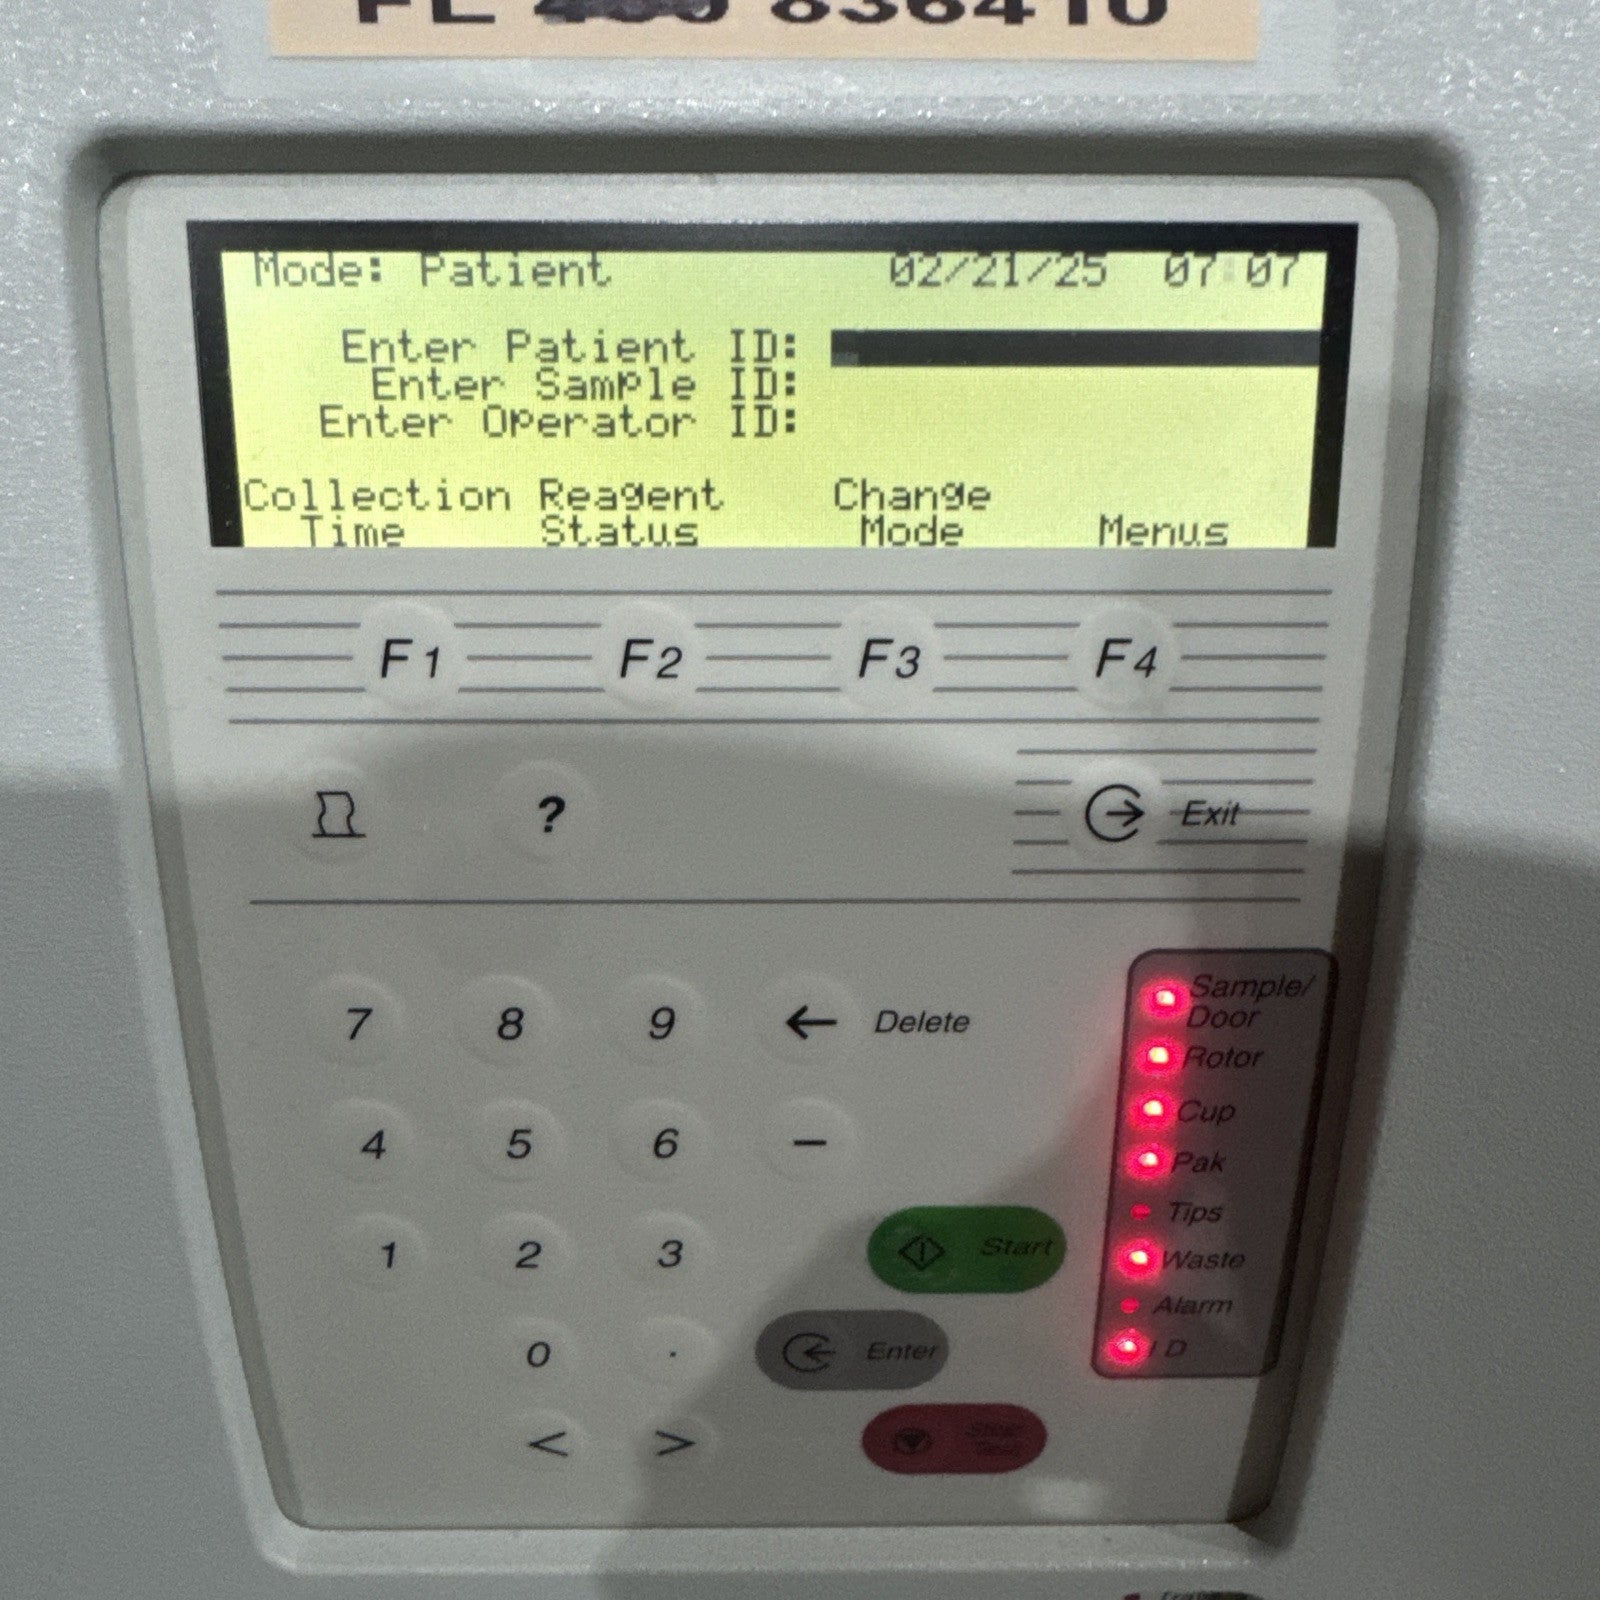 FL 836410
Mode: Patient 02/21/25 07:07
Enter Patient ID:
Enter Sample ID:
Enter Operator ID:
Collection Reagent Change
Time Status Mode Menus
F1 F2 F3 F4
? Exit
7 8 9 ← Delete
4 5 6 –
1 2 3 Start
0 . Enter
< >
Sample/
Door
Rotor
Cup
Pak
Tips
Waste
Alarm
ID